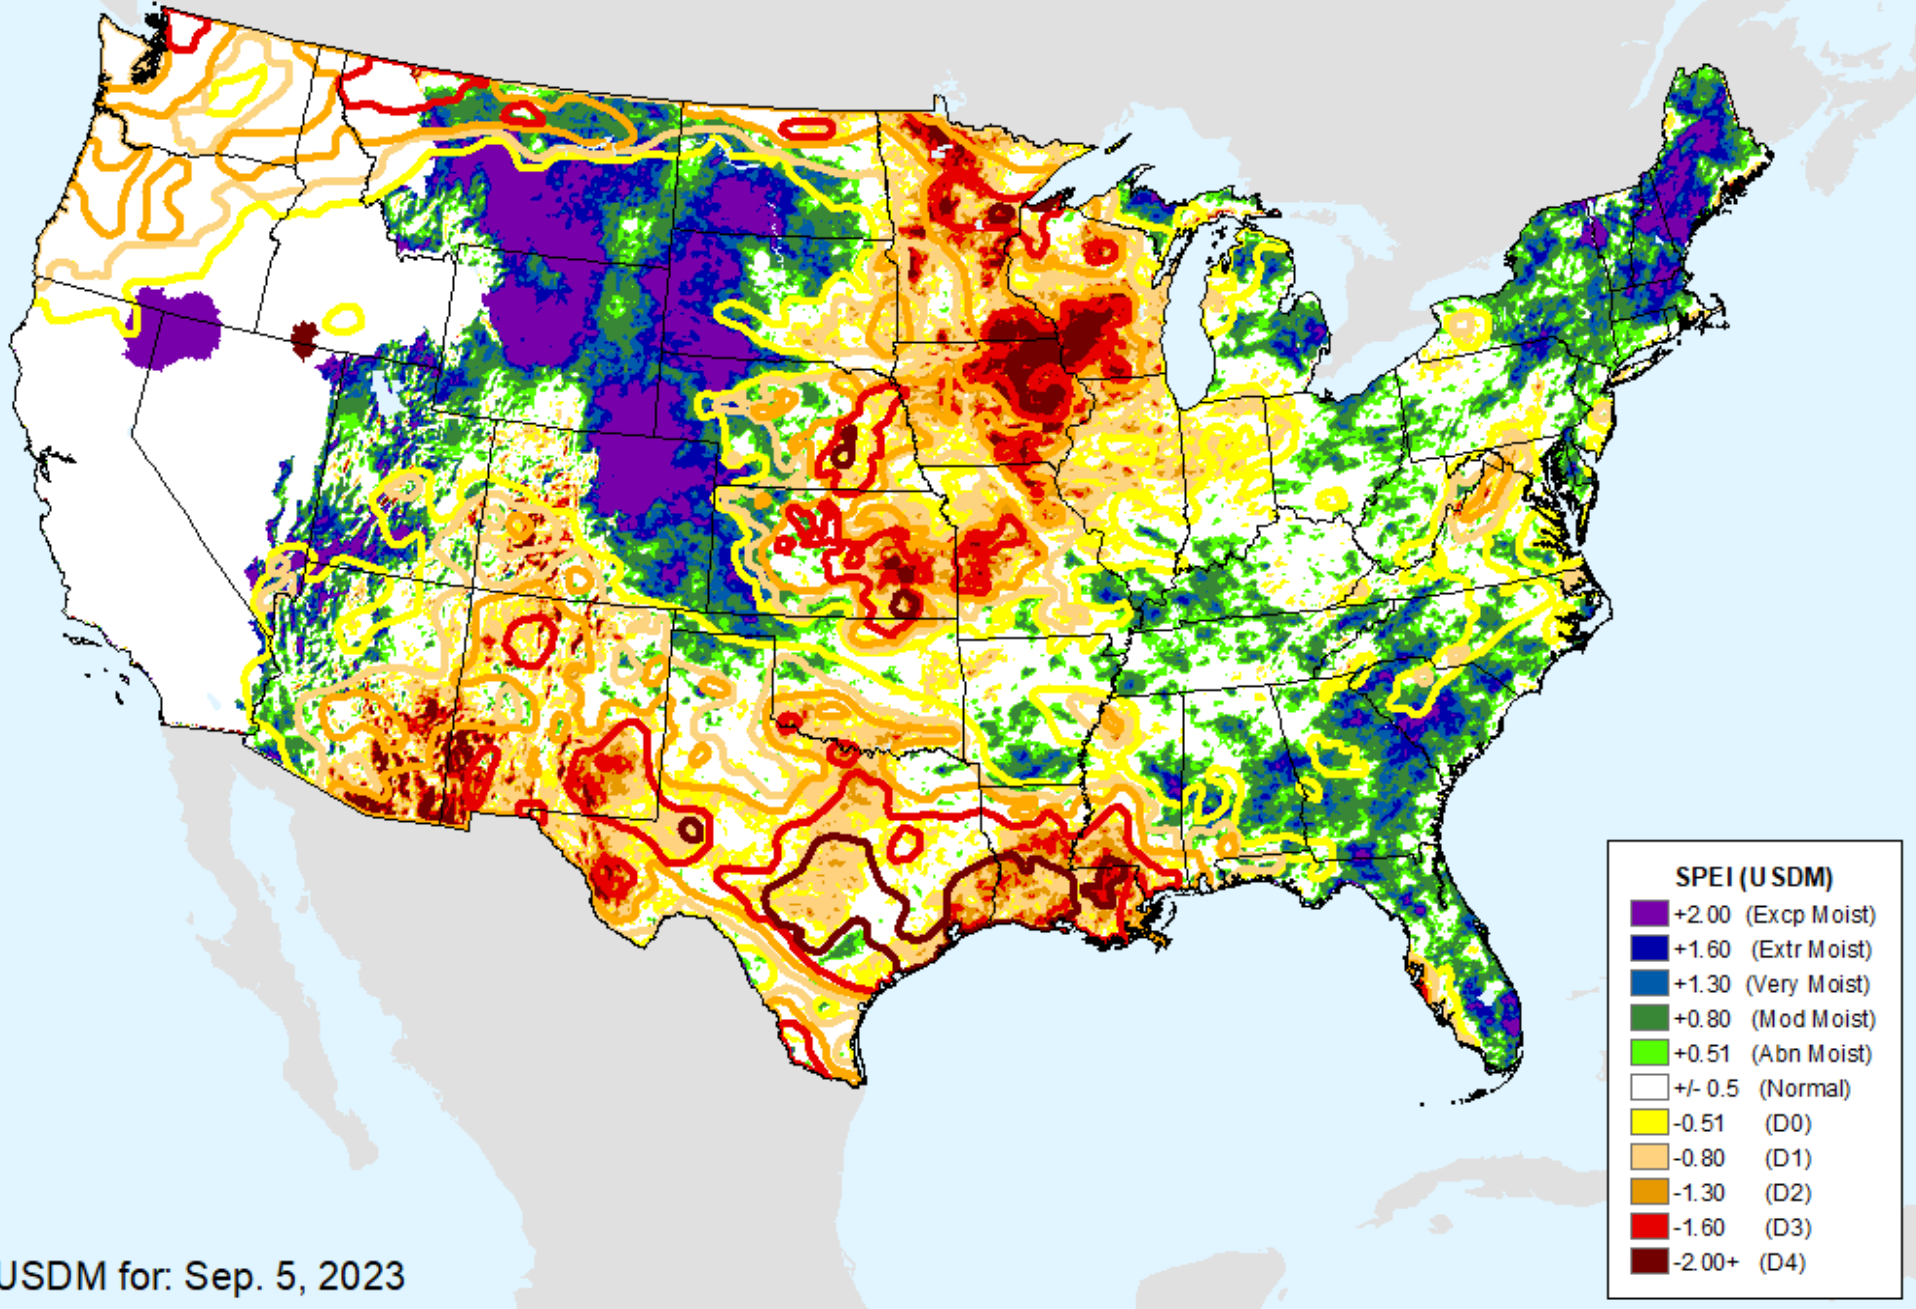 SPEI (USDM)
+2.00 (Excp Moist)
+1.60 (Extr Moist)
+1.30 (Very Moist)
+0.80 (Mod Moist)
+0.51 (Abn Moist)
+/- 0.5 (Normal)
-0.51 (D0)
-0.80 (D1)
-1.30 (D2)
-1.60 (D3)
-2.00+ (D4)
USDM for: Sep. 5, 2023